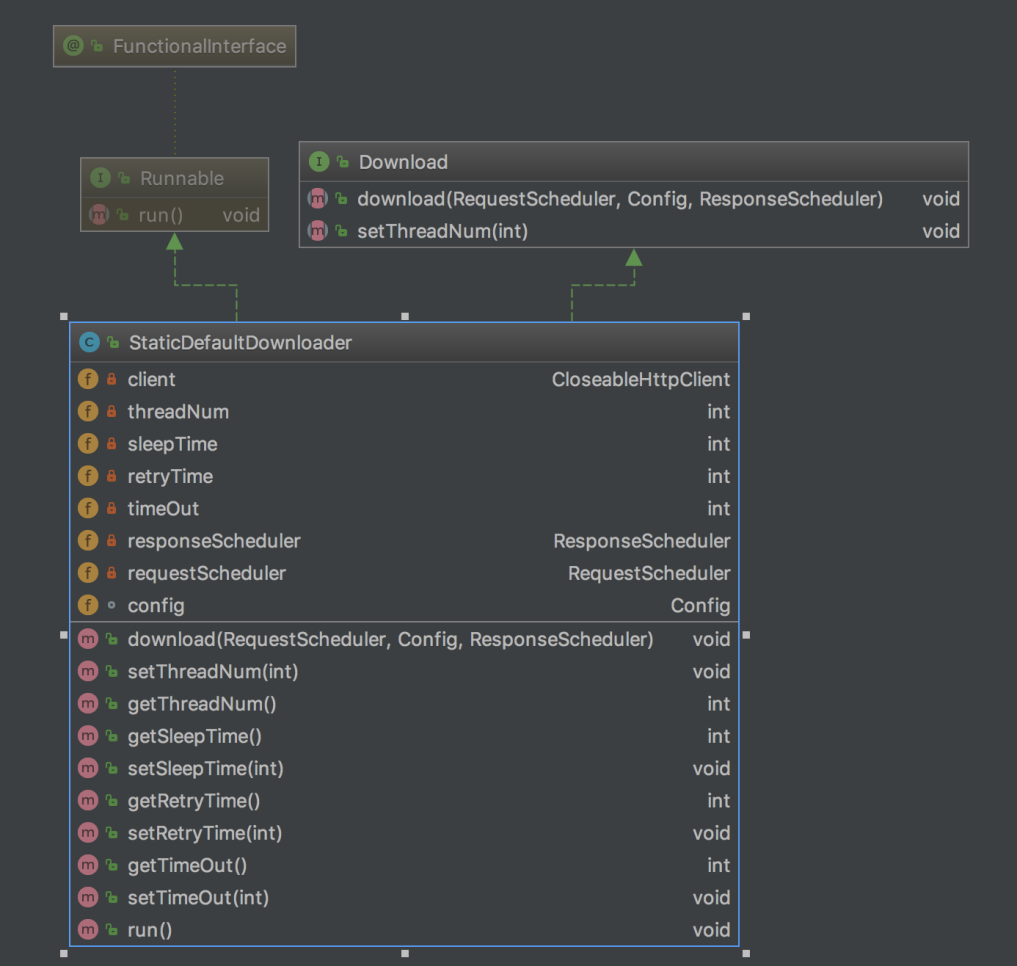 @ FunctionalInterface
I Runnable
m run() void
I Download
m download(RequestScheduler, Config, ResponseScheduler) void
m setThreadNum(int) void
C StaticDefaultDownloader
f client CloseableHttpClient
f threadNum int
f sleepTime int
f retryTime int
f timeOut int
f responseScheduler ResponseScheduler
f requestScheduler RequestScheduler
f config Config
m download(RequestScheduler, Config, ResponseScheduler) void
m setThreadNum(int) void
m getThreadNum() int
m getSleepTime() int
m setSleepTime(int) void
m getRetryTime() int
m setRetryTime(int) void
m getTimeOut() int
m setTimeOut(int) void
m run() void